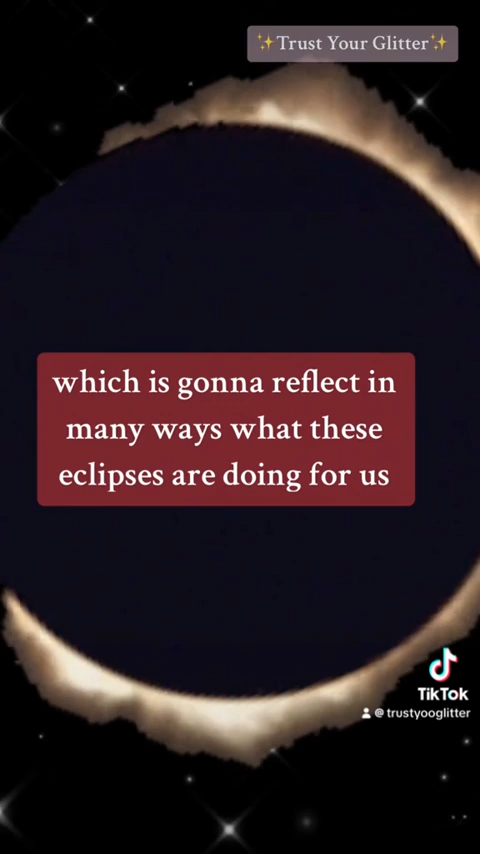 ✨Trust Your Glitter✨
which is gonna reflect in
many ways what these
eclipses are doing for us
TikTok
@trustyooglitter